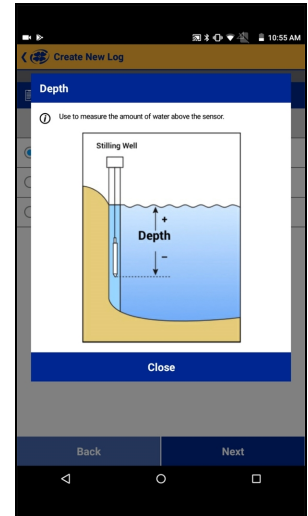 10:55 AM
Create New Log
Depth
Use to measure the amount of water above the sensor.
Stilling Well
+
Depth
–
Close
Back
Next